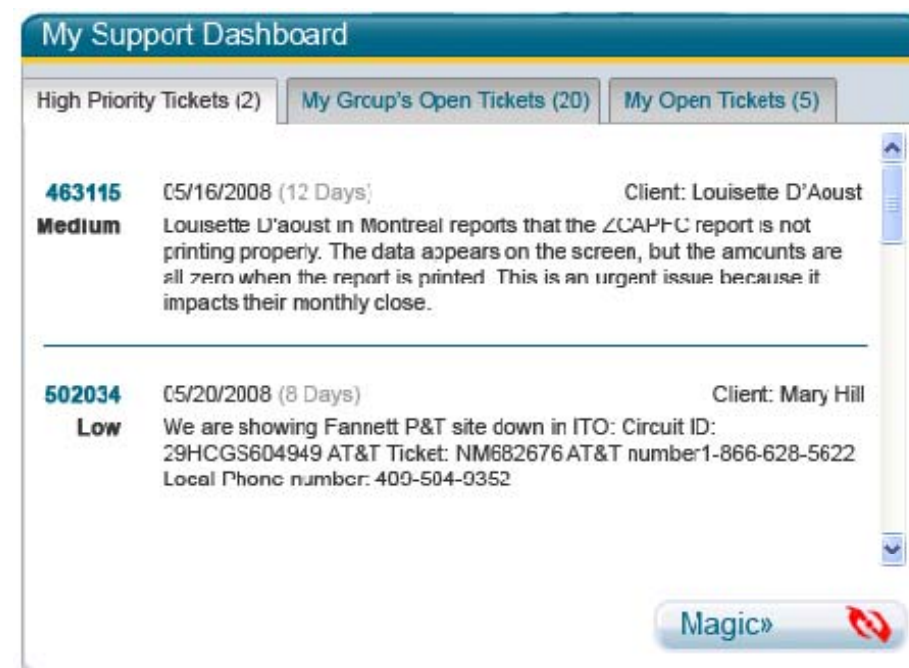 My Support Dashboard
High Priority Tickets (2) My Group's Open Tickets (20) My Open Tickets (5)
463115 05/16/2008 (12 Days) Client: Louisette D'Aoust
Medium Louisette D'aoust in Montreal reports that the ZCAPFC report is not
printing properly. The data appears on the screen, but the amounts are
all zero when the report is printed. This is an urgent issue because it
impacts their monthly close.
502034 05/20/2008 (8 Days) Client: Mary Hill
Low We are showing Fannett P&T site down in ITO: Circuit ID:
29HCGS604949 AT&T Ticket: NM682676 AT&T number1-866-628-5622
Local Phone number: 409-504-9352
Magic»